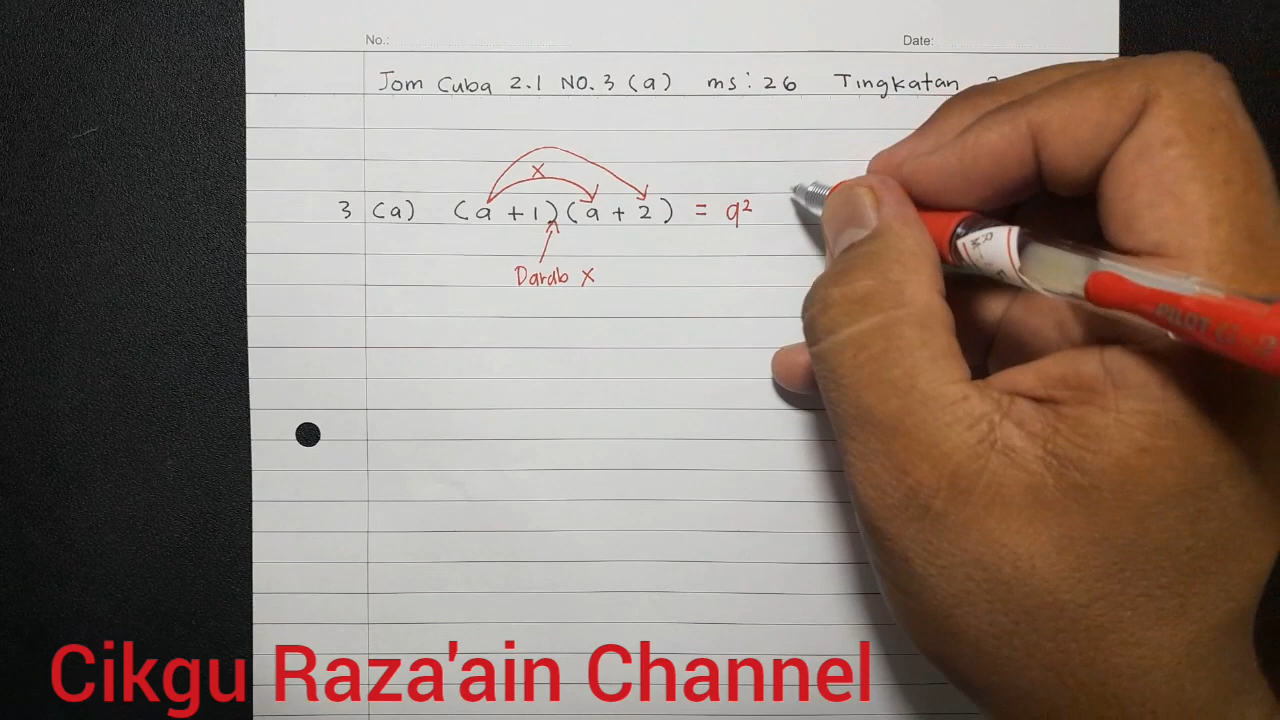 No.: Date:
Jom Cuba 2.1 NO.3 (a) ms: 26 Tingkatan
x
3 (a) (a + 1)(a + 2) = a²
Darab x
PILOT
Cikgu Raza'ain Channel